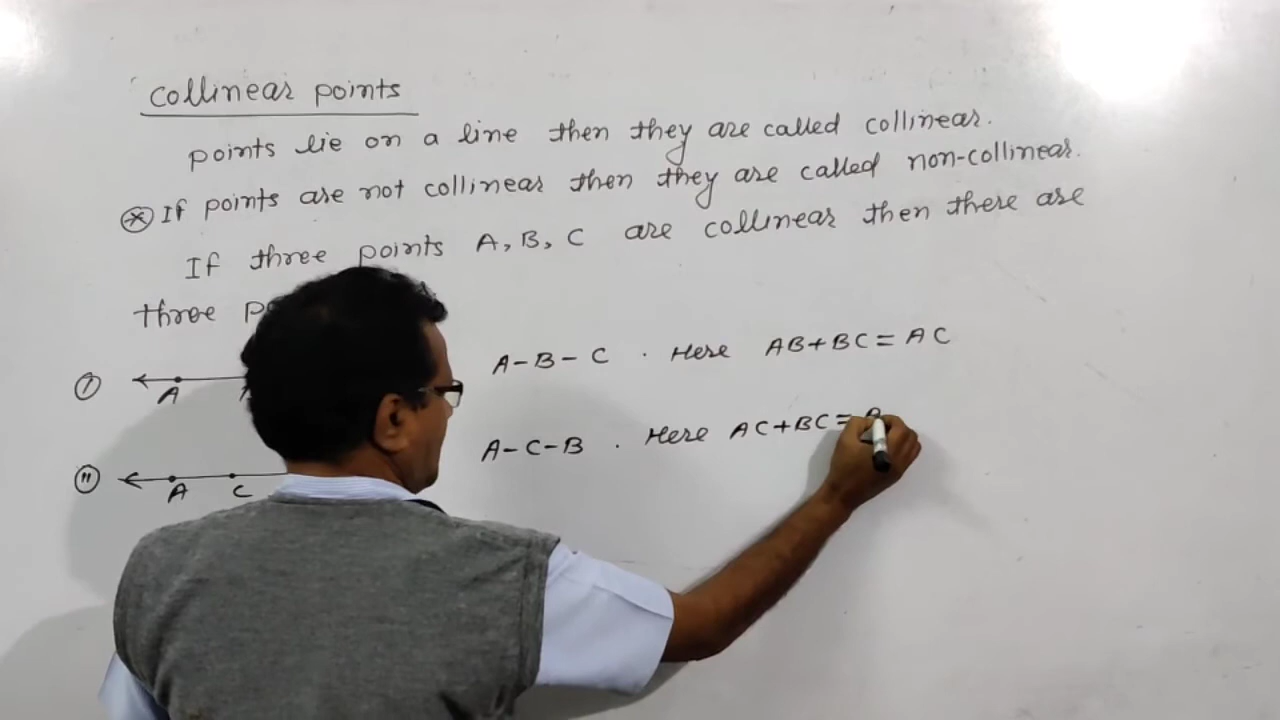 Collinear points
points lie on a line then they are called collinear.
* If points are not collinear then they are called non-collinear.
If three points A, B, C are collinear then there are
three
(I) A A-B-C . Here AB+BC = AC
(II) A C A-C-B . Here AC+BC =